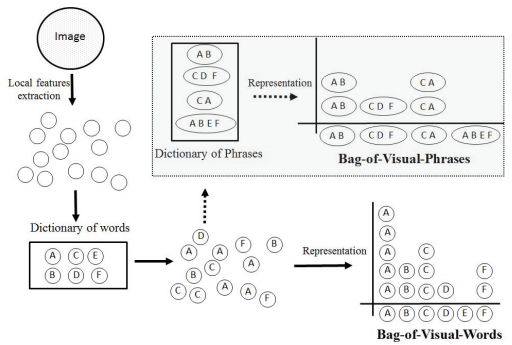 Image
Local features
extraction
A B
C D F
C A
A B E F
Dictionary of Phrases
Representation
A B C A
A B C D F C A
A B C D F C A A B E F
Bag-of-Visual-Phrases
Dictionary of words
A C E
B D F
D
A A F B
B C A
C C A A F
Representation
A
A
A C
A B C F
A B C D F
A B C D E F
Bag-of-Visual-Words